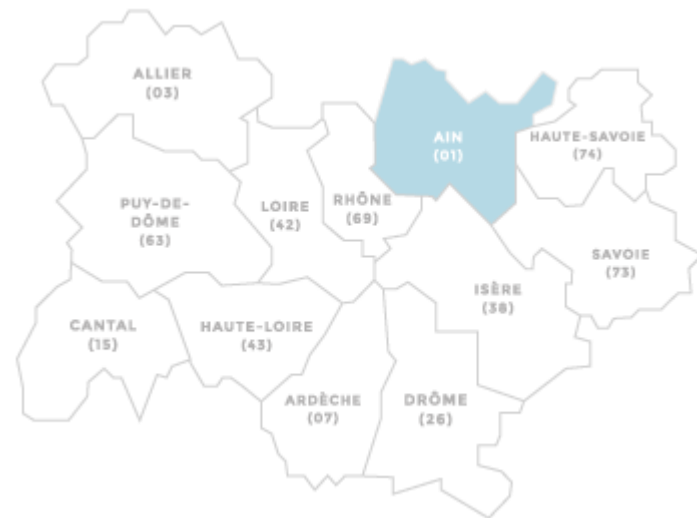 ALLIER
(03)
AIN
(01)
HAUTE-SAVOIE
(74)
PUY-DE-
DÔME
(63)
LOIRE
(42)
RHÔNE
(69)
SAVOIE
(73)
ISÈRE
(38)
CANTAL
(15)
HAUTE-LOIRE
(43)
ARDÈCHE
(07)
DRÔME
(26)